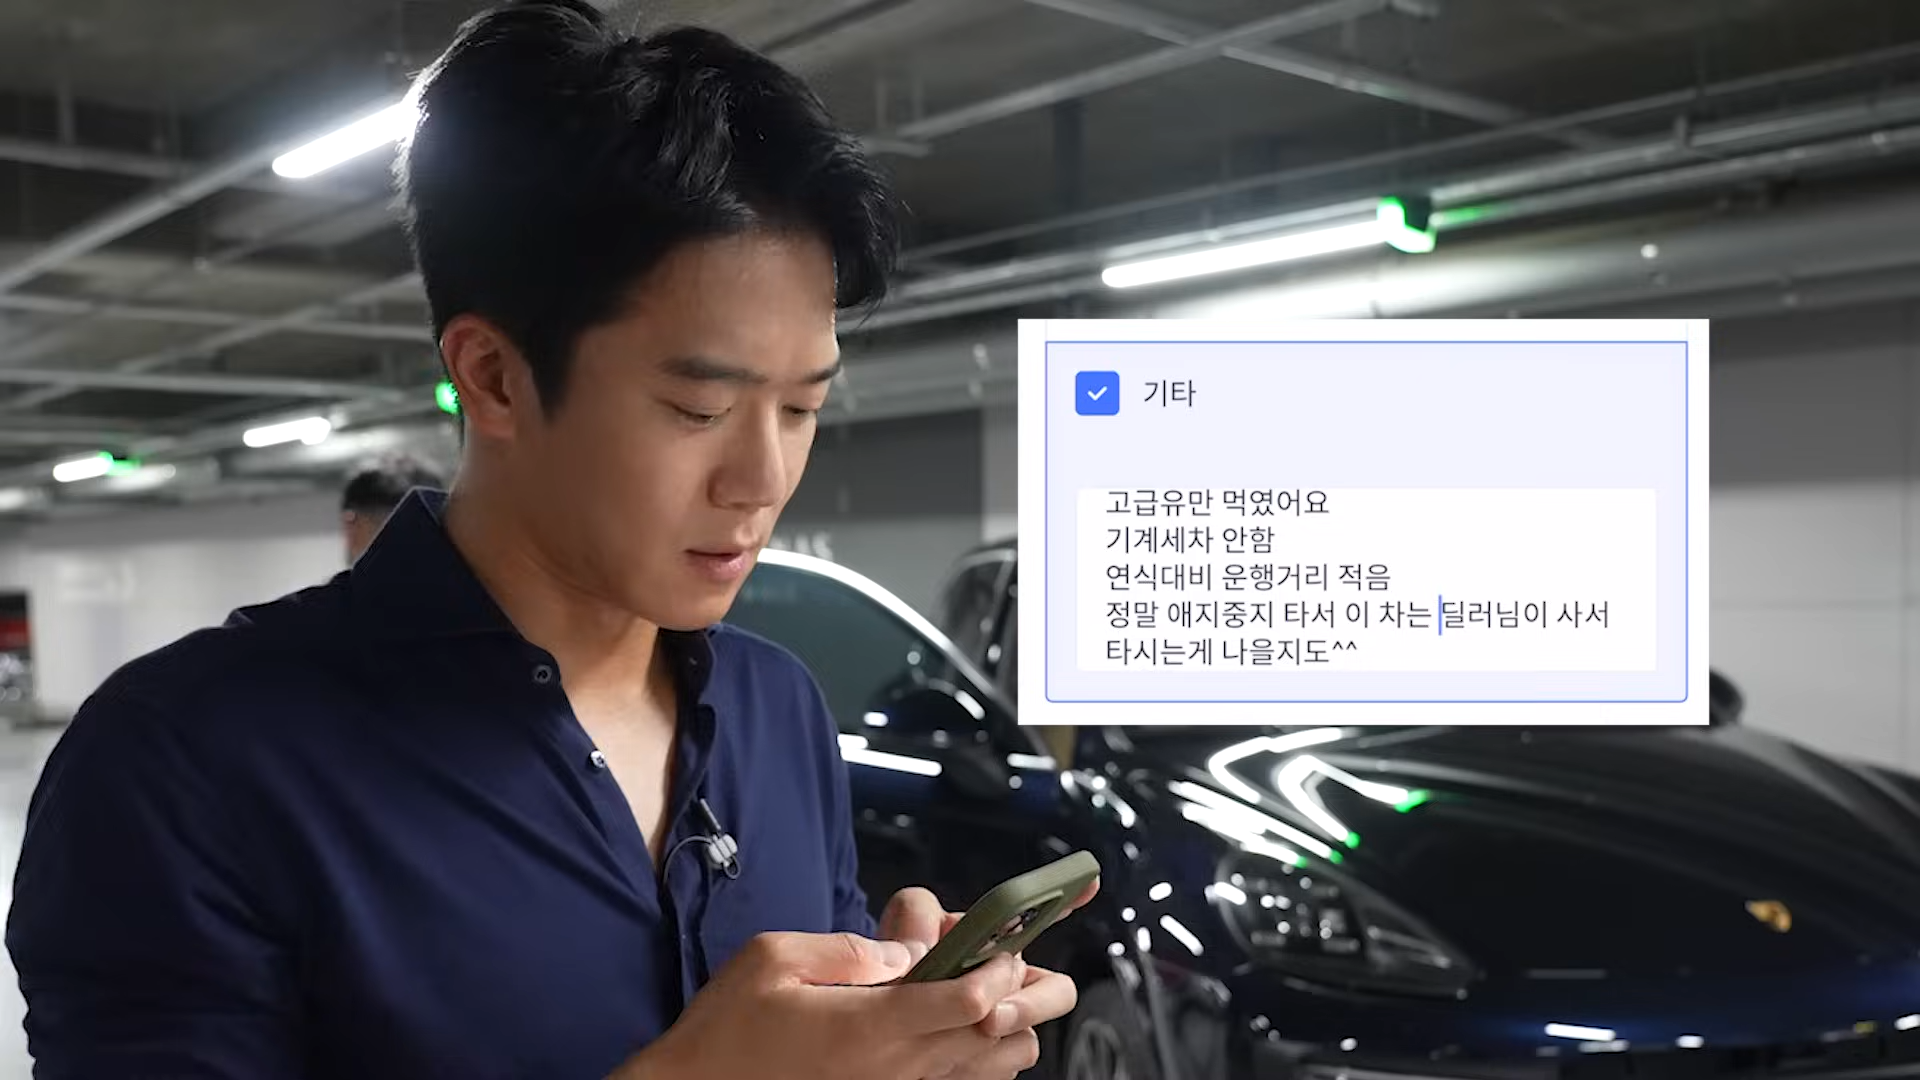 기타
고급유만 먹였어요
기계세차 안함
연식대비 운행거리 적음
정말 애지중지 타서 이 차는 딜러님이 사서
타시는게 나을지도^^